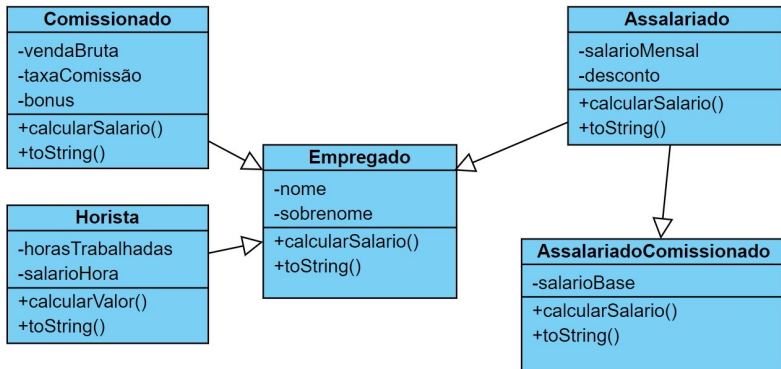 Comissionado
-vendaBruta
-taxaComissão
-bonus
+calcularSalario()
+toString()
Assalariado
-salarioMensal
-desconto
+calcularSalario()
+toString()
Empregado
-nome
-sobrenome
+calcularSalario()
+toString()
Horista
-horasTrabalhadas
-salarioHora
+calcularValor()
+toString()
AssalariadoComissionado
-salarioBase
+calcularSalario()
+toString()